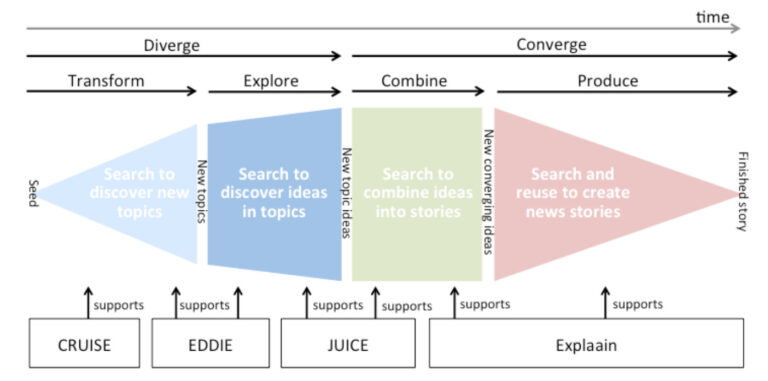 time
Diverge
Converge
Transform
Explore
Combine
Produce
Seed
Search to
discover new
topics
New topics
Search to
discover ideas
in topics
New topic ideas
Search to
combine ideas
into stories
New converging ideas
Search and
reuse to create
news stories
Finished story
supports
supports
supports
supports
supports
supports
CRUISE
EDDIE
JUICE
Explaain